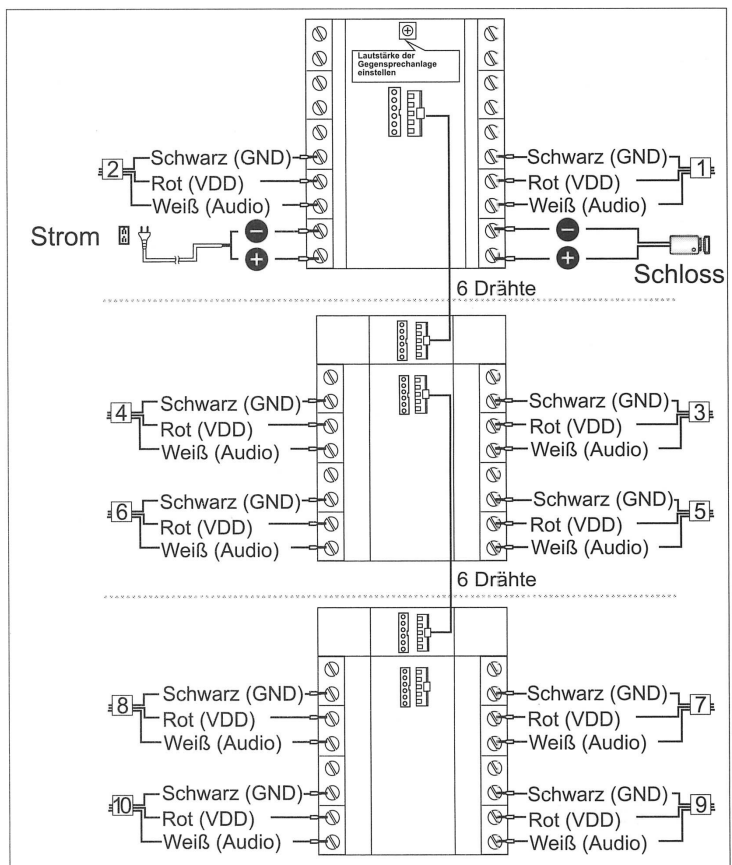 Lautstärke der
Gegensprechanlage
einstellen
2
Schwarz (GND)
Rot (VDD)
Weiß (Audio)
Schwarz (GND)
Rot (VDD)
Weiß (Audio)
1
Strom
−
+
−
+
Schloss
6 Drähte
4
Schwarz (GND)
Rot (VDD)
Weiß (Audio)
Schwarz (GND)
Rot (VDD)
Weiß (Audio)
3
6
Schwarz (GND)
Rot (VDD)
Weiß (Audio)
Schwarz (GND)
Rot (VDD)
Weiß (Audio)
5
6 Drähte
8
Schwarz (GND)
Rot (VDD)
Weiß (Audio)
Schwarz (GND)
Rot (VDD)
Weiß (Audio)
7
10
Schwarz (GND)
Rot (VDD)
Weiß (Audio)
Schwarz (GND)
Rot (VDD)
Weiß (Audio)
9